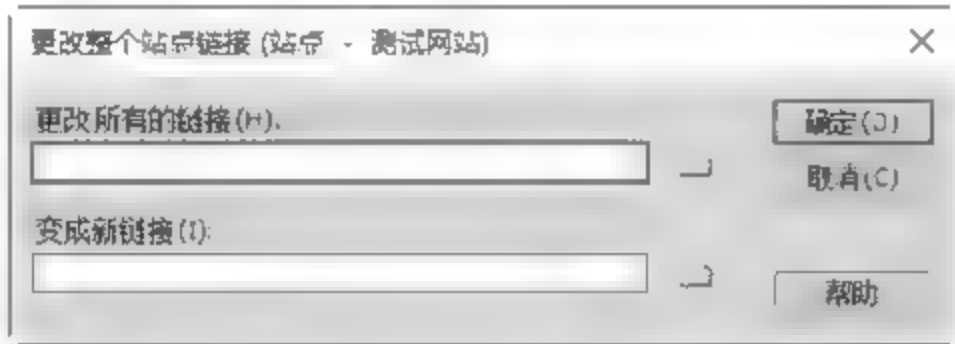 更改整个站点链接 (站点 - 测试网站)
更改所有的链接(H):
确定(O)
取消(C)
变成新链接(I):
帮助